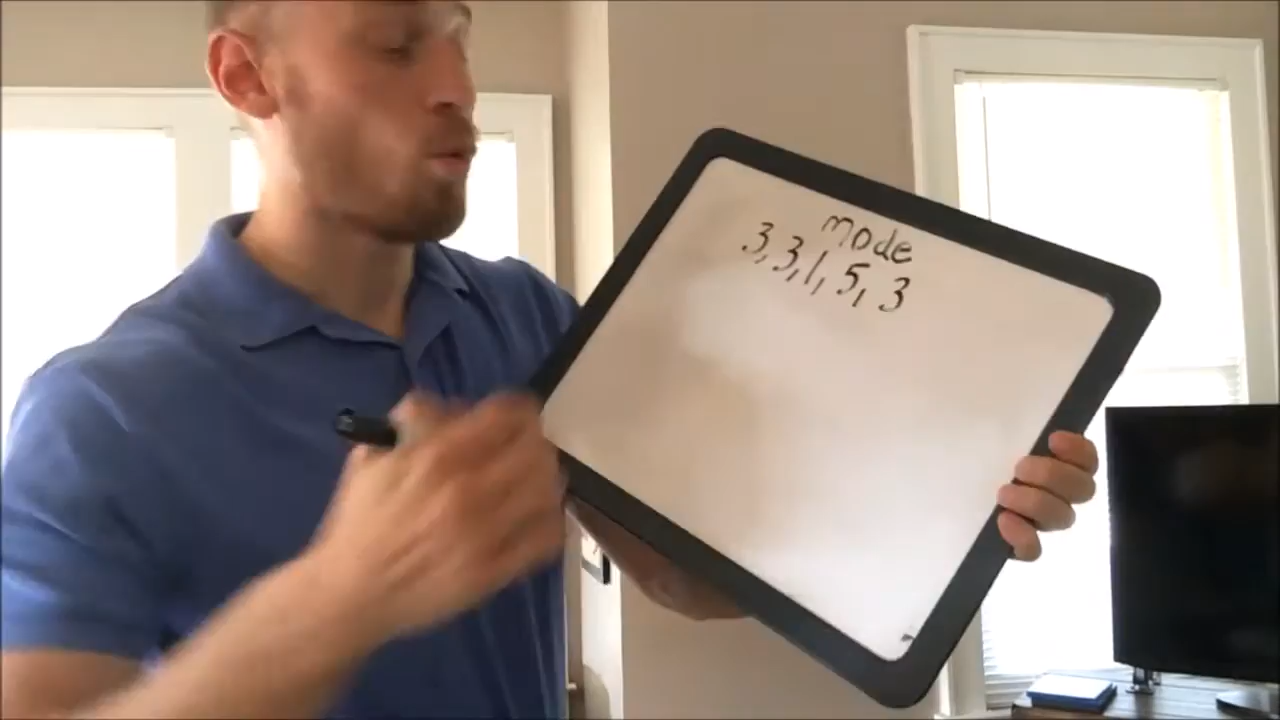 mode
3, 3, 1, 5, 3